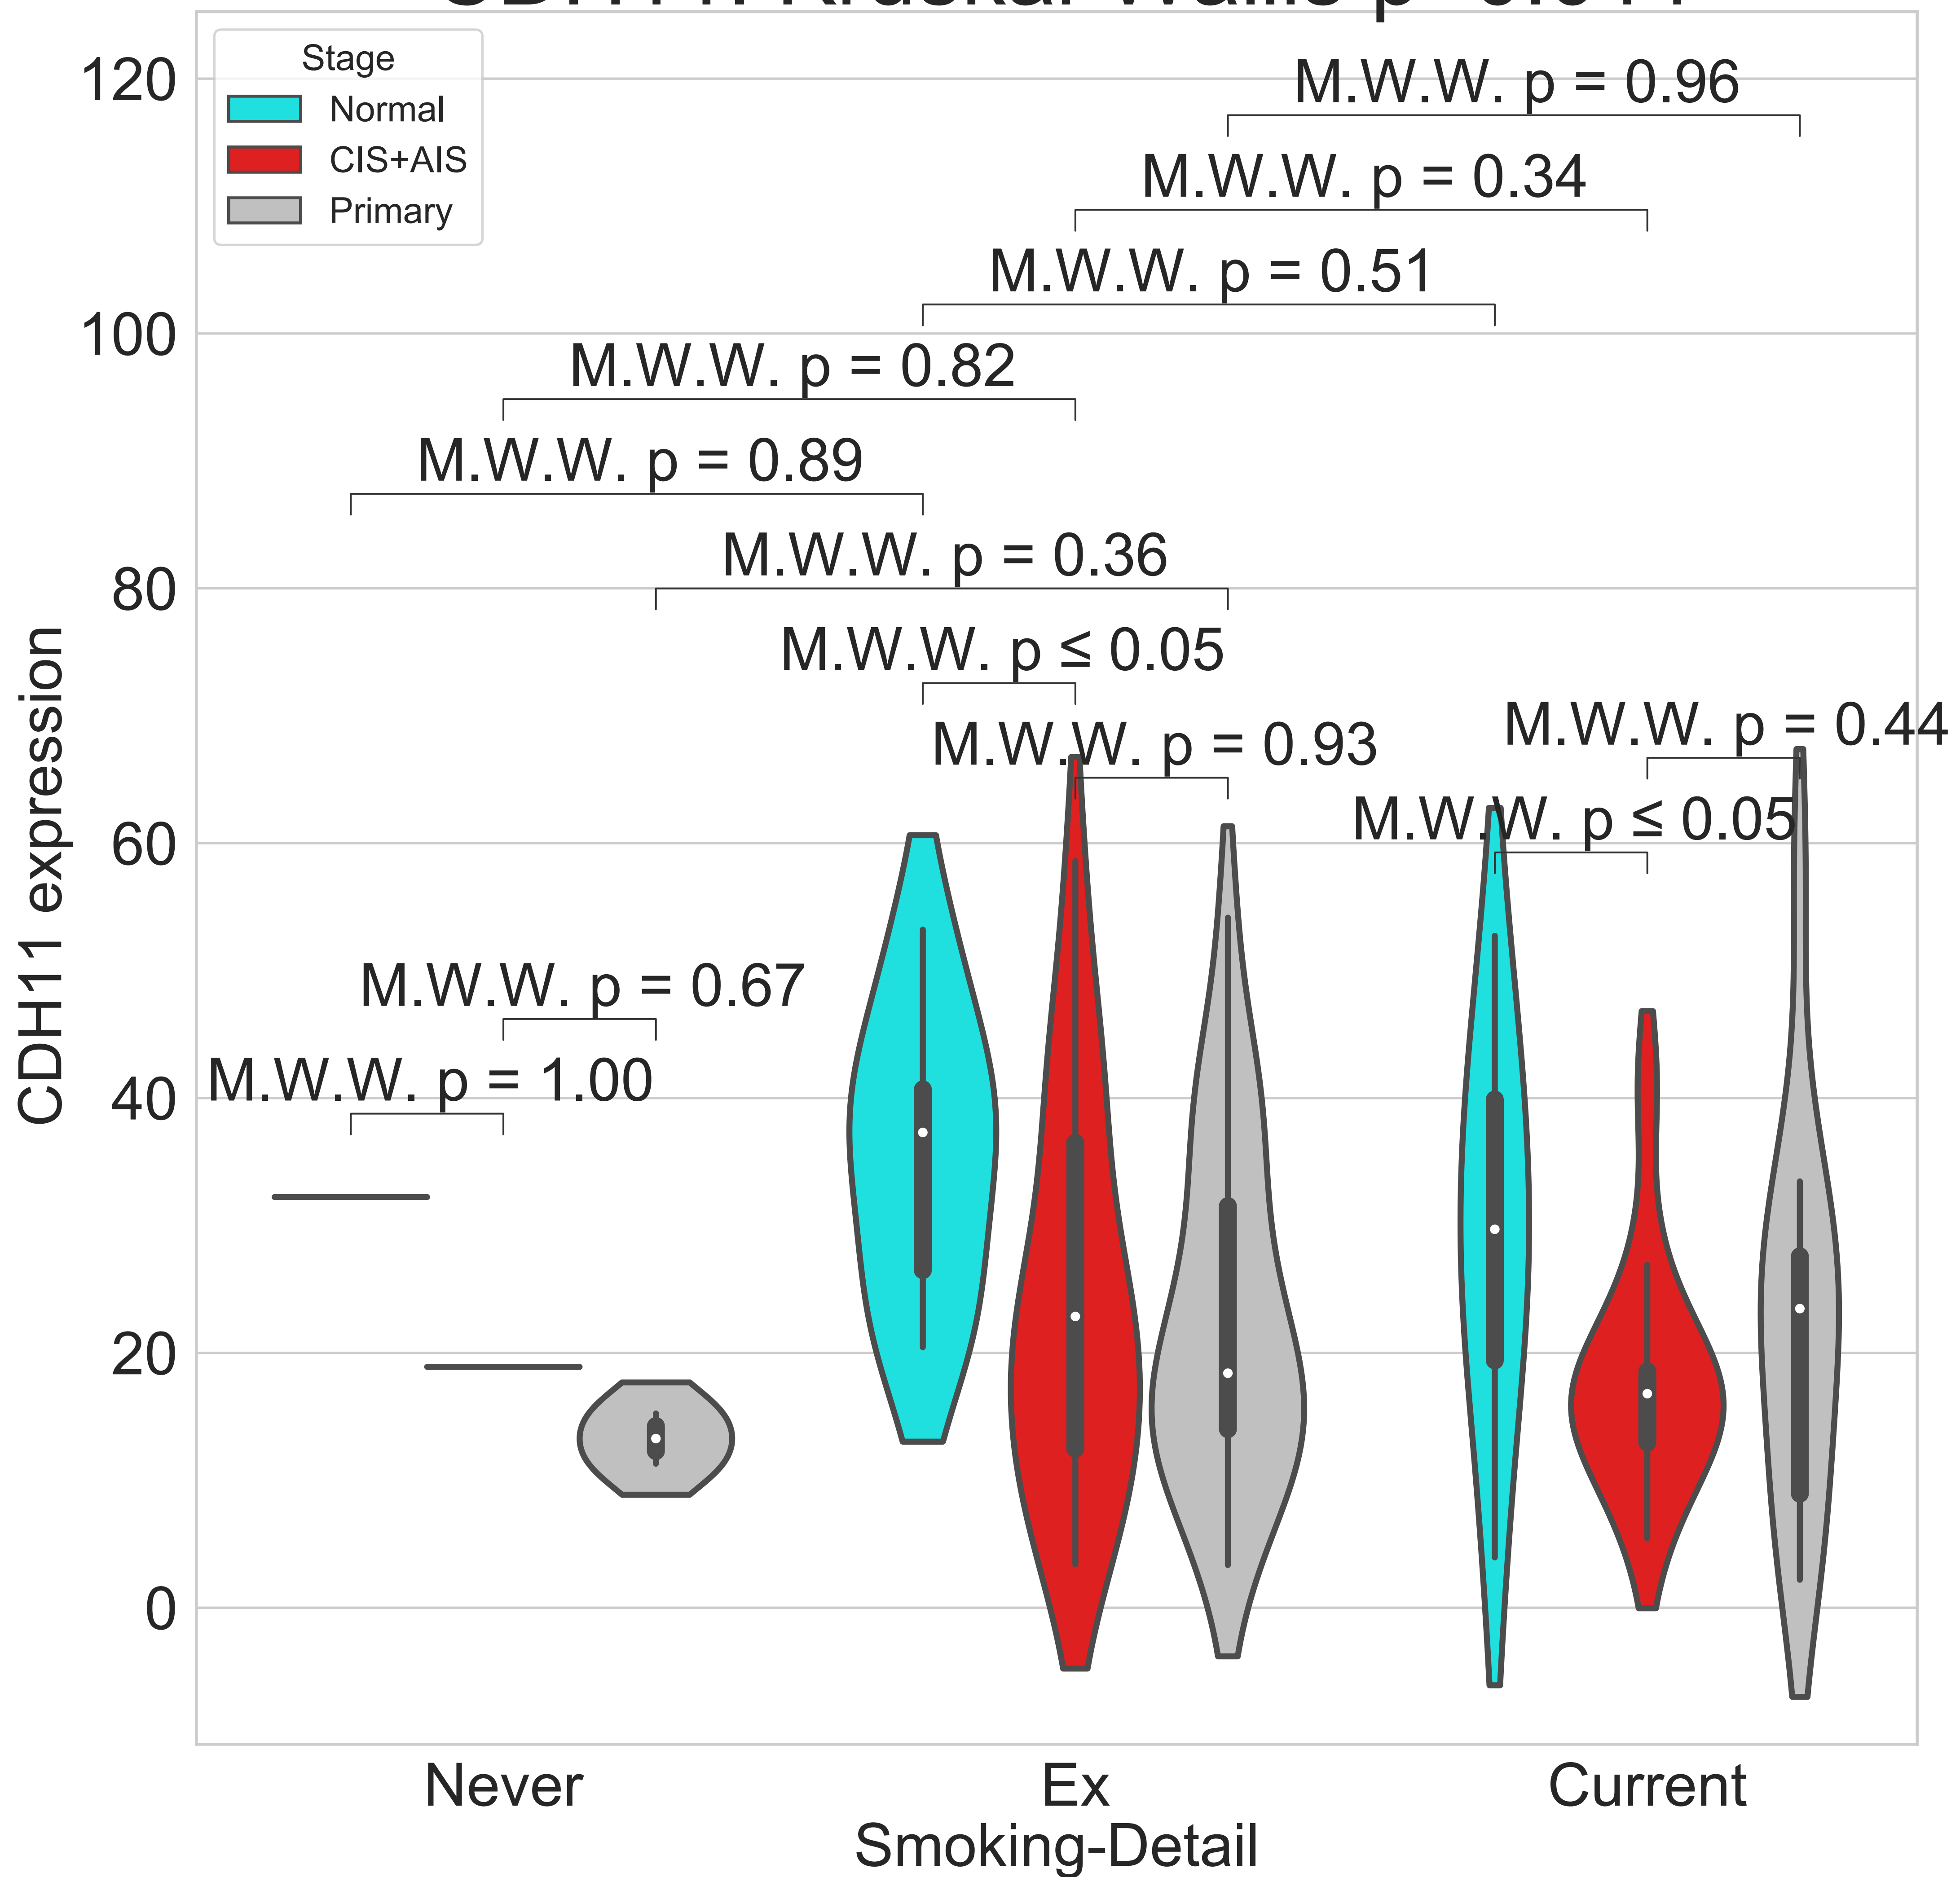 Stage
Normal
CIS+AIS
Primary
M.W.W. p = 0.96
M.W.W. p = 0.34
M.W.W. p = 0.51
M.W.W. p = 0.82
M.W.W. p = 0.89
M.W.W. p = 0.36
M.W.W. p ≤ 0.05
M.W.W. p = 0.93
M.W.W. p = 0.44
M.W.W. p ≤ 0.05
M.W.W. p = 0.67
M.W.W. p = 1.00
120
100
80
60
40
20
0
CDH11 expression
Never
Ex
Current
Smoking-Detail